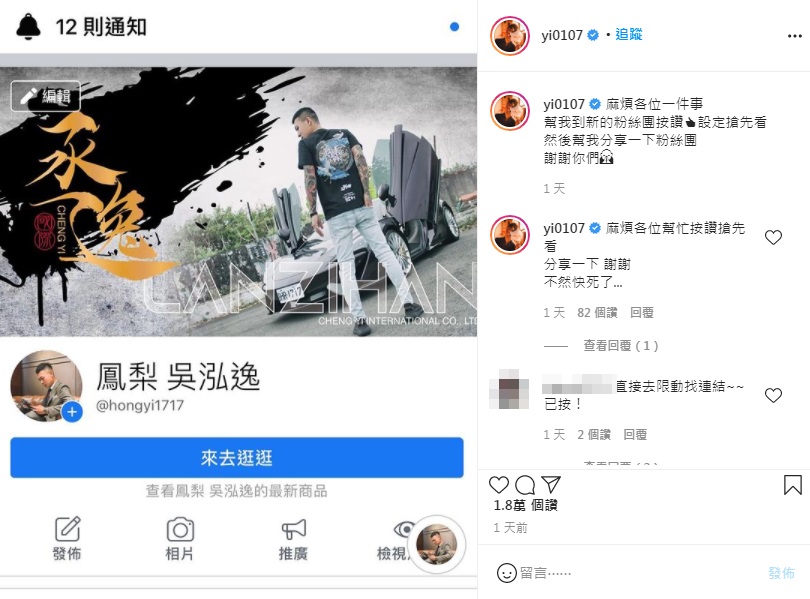 12 則通知
編輯
承逸
CHENG YI
LANZIHAN
CHENG YI INTERNATIONAL CO., LTD
鳳梨 吳泓逸
@hongyi1717
來去逛逛
查看鳳梨 吳泓逸的最新商品
發佈
相片
推廣
檢視
yi0107 • 追蹤
yi0107 麻煩各位一件事
幫我到新的粉絲團按讚👍設定搶先看
然後幫我分享一下粉絲團
謝謝你們
1 天
yi0107 麻煩各位幫忙按讚搶先
看
分享一下 謝謝
不然快死了...
1 天 82 個讚 回覆
查看回覆 ( 1 )
直接去限動找連結~~
已按！
1 天 2 個讚 回覆
1.8萬 個讚
1 天前
留言⋯⋯
發佈